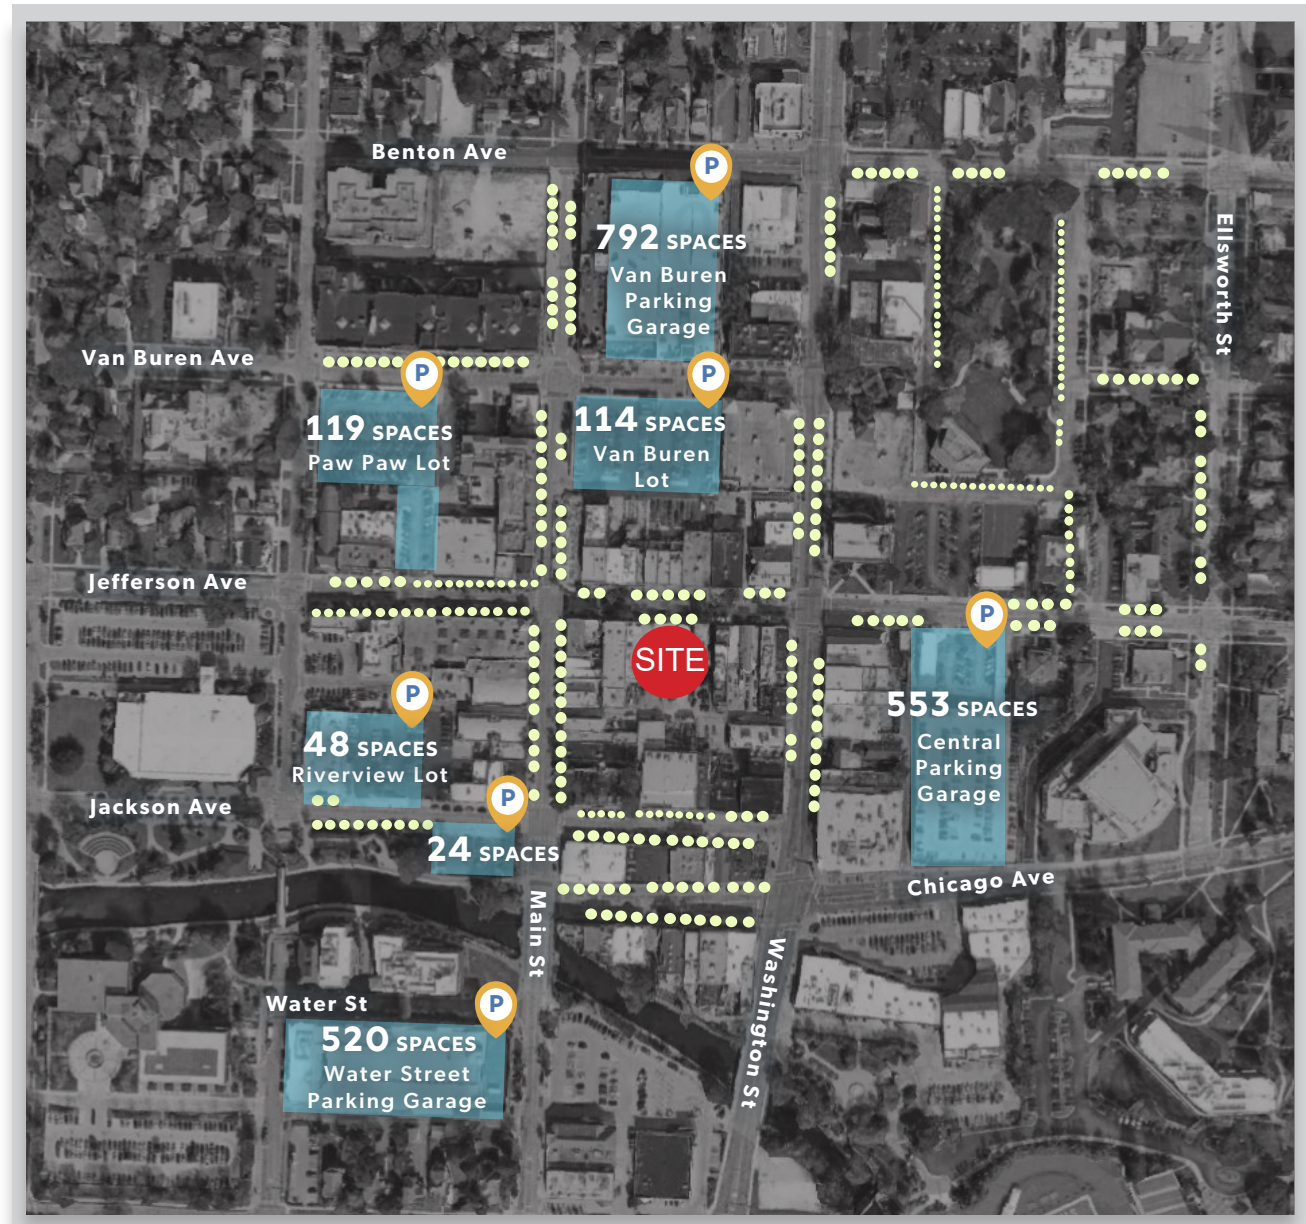 Benton Ave
P
792 SPACES
Van Buren
Parking
Garage
Ellsworth St
Van Buren Ave
P
P
119 SPACES
Paw Paw Lot
114 SPACES
Van Buren
Lot
Jefferson Ave
P
SITE
P
553 SPACES
Central
Parking
Garage
48 SPACES
Riverview Lot
Jackson Ave
P
24 SPACES
Chicago Ave
Main St
Washington St
Water St
P
520 SPACES
Water Street
Parking Garage